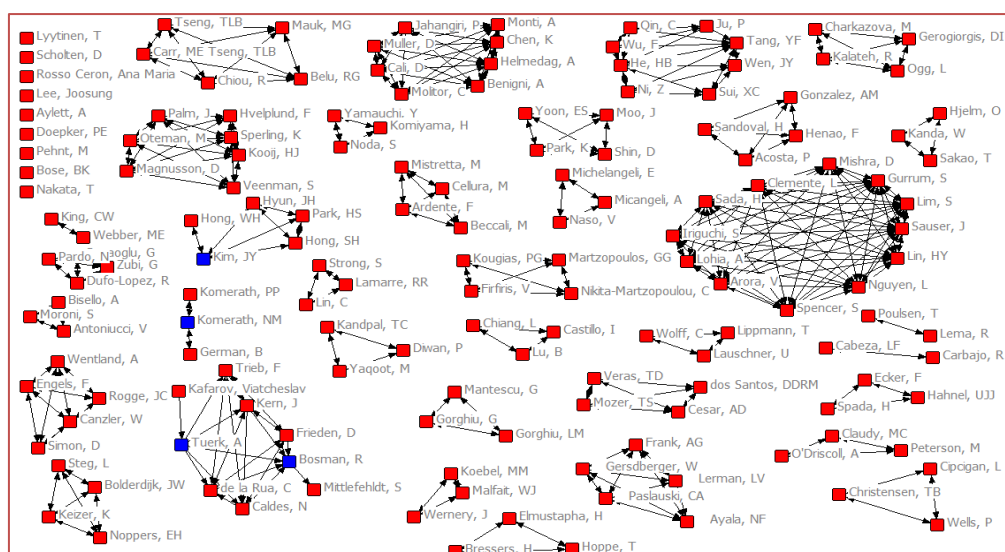 Lyytinen, T
Scholten, D
Rosso Ceron, Ana Maria
Lee, Joosung
Aylett, A
Doepker, PE
Pehnt, M
Bose, BK
Nakata, T
Tseng, TLB
Mauk, MG
Carr, ME Tseng, TLB
Chiou, R
Belu, RG
Jahangiri, P
Monti, A
Muller, D
Chen, K
Cali, D
Helmedag, A
Molitor, C
Benigni, A
Qin, C
Ju, P
Wu, F
Tang, YF
He, HB
Wen, JY
Ni, Z
Sui, XC
Charkazova, M
Gerogiorgis, DI
Kalateh, R
Ogg, L
Palm, J
Hvelplund, F
Oteman, M
Sperling, K
Kooij, HJ
Magnusson, D
Veenman, S
Yamauchi, Y
Komiyama, H
Noda, S
Yoon, ES
Moo, J
Park, K
Shin, D
Gonzalez, AM
Sandoval, H
Henao, F
Acosta, P
Hjelm, O
Kanda, W
Sakao, T
Mistretta, M
Cellura, M
Ardente, F
Beccali, M
Michelangeli, E
Micangeli, A
Naso, V
Mishra, D
Clemente, L
Gurrum, S
Sada, H
Lim, S
Iriguchi, S
Sauser, J
Lohia, A
Lin, HY
Arora, V
Nguyen, L
Spencer, S
King, CW
Webber, ME
Hyun, JH
Hong, WH
Park, HS
Hong, SH
Kim, JY
Pardo, N
oglu, G
Zubi, G
Dufo-Lopez, R
Strong, S
Lamarre, RR
Lin, C
Kougias, PG
Martzopoulos, GG
Firfiris, V
Nikita-Martzopoulou, C
Bisello, A
Moroni, S
Antoniucci, V
Komerath, PP
Komerath, NM
German, B
Kandpal, TC
Diwan, P
Yaqoot, M
Chiang, L
Castillo, I
Lu, B
Wolff, C
Lippmann, T
Lauschner, U
Poulsen, T
Lema, R
Cabeza, LF
Carbajo, R
Wentland, A
Engels, F
Rogge, JC
Canzler, W
Simon, D
Trieb, F
Kafarov, Viatcheslav
Kern, J
Tuerk, A
Frieden, D
Bosman, R
de la Rua, C
Mittlefehldt, S
Caldes, N
Mantescu, G
Gorghiu, G
Gorghiu, LM
Veras, TD
dos Santos, DDRM
Mozer, TS
Cesar, AD
Ecker, F
Hahnel, UJJ
Spada, H
Steg, L
Bolderdijk, JW
Keizer, K
Noppers, EH
Koebel, MM
Malfait, WJ
Wernery, J
Frank, AG
Gersdberger, W
Lerman, LV
Paslauski, CA
Ayala, NF
Claudy, MC
O'Driscoll, A
Peterson, M
Cipcigan, L
Christensen, TB
Wells, P
Elmustapha, H
Bressers, H
Hoppe, T